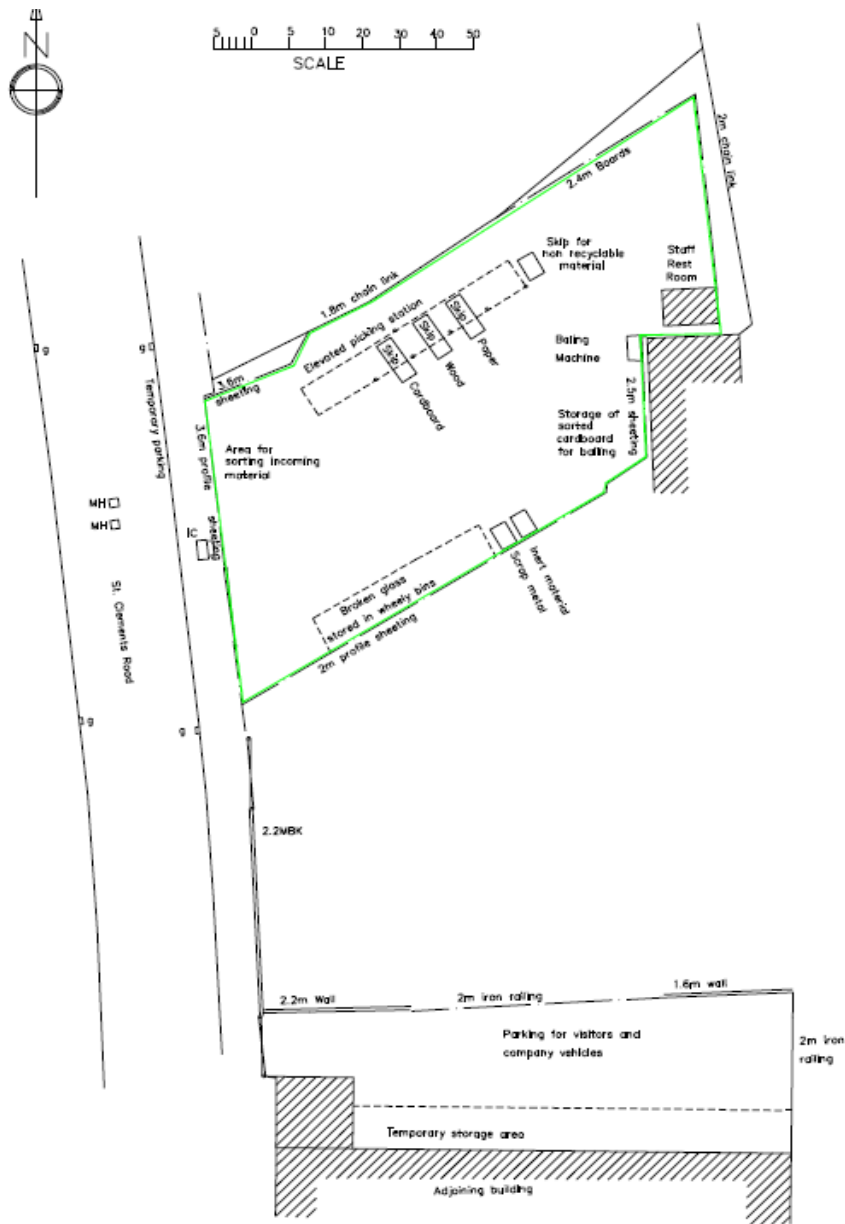 N
5 0 5 10 20 30 40 50
SCALE
2m chain link
2.4m Boards
Skip for
non recyclable
material
Staff
Rest
Room
1.8m chain link
Elevated picking station
Skip
Skip
Skip
Paper
Wood
Cardboard
Baling
Machine
g
g
3.6m
sheeting
Temporary parking
2.5m sheeting
3.6m profile
sheeting
Storage of
sorted
cardboard
for balling
Area for
sorting incoming
material
MH
MH
IC
Inert material
Scrap metal
Broken glass
stored in wheely bins
2m profile sheeting
St. Clements Road
g
g
2.2MBK
2.2m Wall
2m iron railing
1.6m wall
Parking for visitors and
company vehicles
2m iron
railing
Temporary storage area
Adjoining building